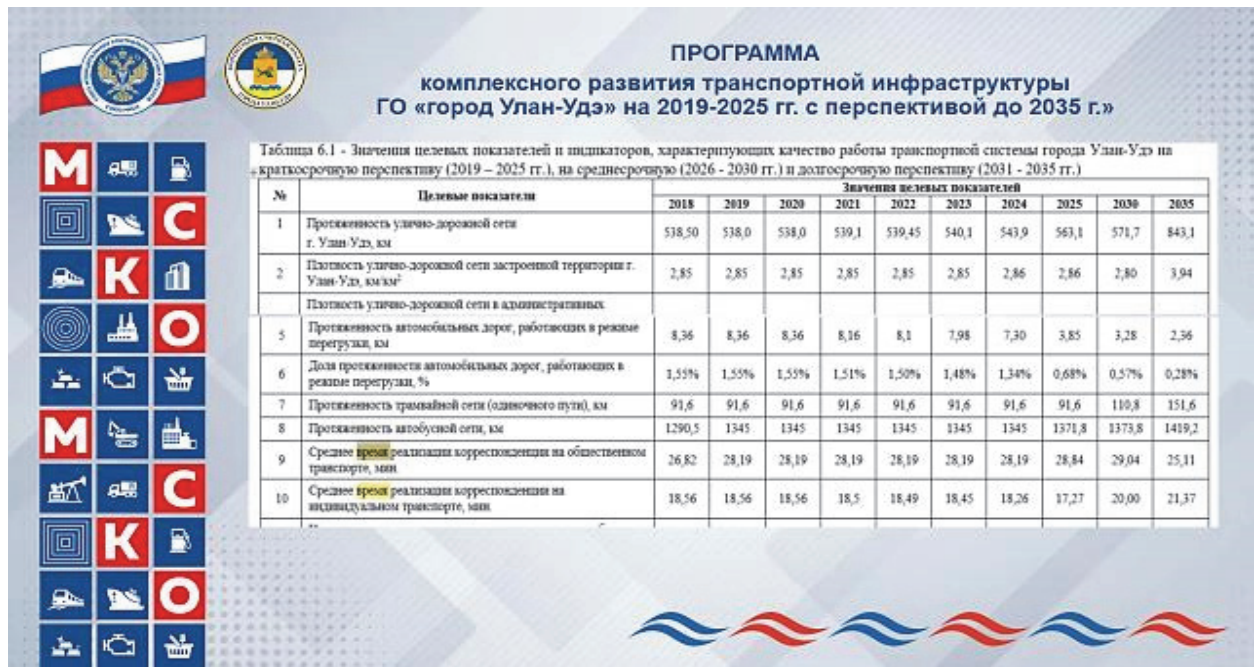 ПРОГРАММА
комплексного развития транспортной инфраструктуры
ГО «город Улан-Удэ» на 2019-2025 гг. с перспективой до 2035 г.»
М
С
К
О
М
С
К
О
Таблица 6.1 - Значения целевых показателей и индикаторов, характеризующих качество работы транспортной системы города Улан-Удэ на
краткосрочную перспективу (2019 – 2025 гг.), на среднесрочную (2026 - 2030 гг.) и долгосрочную перспективу (2031 - 2035 гг.)
№ Целевые показатели Значения целевых показателей
2018 2019 2020 2021 2022 2023 2024 2025 2030 2035
1 Протяженность улично-дорожной сети
г. Улан-Удэ, км 538,50 538,0 538,0 539,1 539,45 540,1 543,9 563,1 571,7 843,1
2 Плотность улично-дорожной сети застроенной территории г.
Улан-Удэ, км/км² 2,85 2,85 2,85 2,85 2,85 2,85 2,86 2,86 2,80 3,94
Плотность улично-дорожной сети в административных
5 Протяженность автомобильных дорог, работающих в режиме
перегрузки, км 8,36 8,36 8,36 8,16 8,1 7,98 7,30 3,85 3,28 2,36
6 Доля протяженности автомобильных дорог, работающих в
режиме перегрузки, % 1,55% 1,55% 1,55% 1,51% 1,50% 1,48% 1,34% 0,68% 0,57% 0,28%
7 Протяженность трамвайной сети (одиночного пути), км 91,6 91,6 91,6 91,6 91,6 91,6 91,6 91,6 110,8 151,6
8 Протяженность автобусной сети, км 1290,5 1345 1345 1345 1345 1345 1345 1371,8 1373,8 1419,2
9 Среднее время реализации корреспонденции на общественном
транспорте, мин 26,82 28,19 28,19 28,19 28,19 28,19 28,19 28,84 29,04 25,11
10 Среднее время реализации корреспонденции на
индивидуальном транспорте, мин 18,56 18,56 18,56 18,5 18,49 18,45 18,26 17,27 20,00 21,37